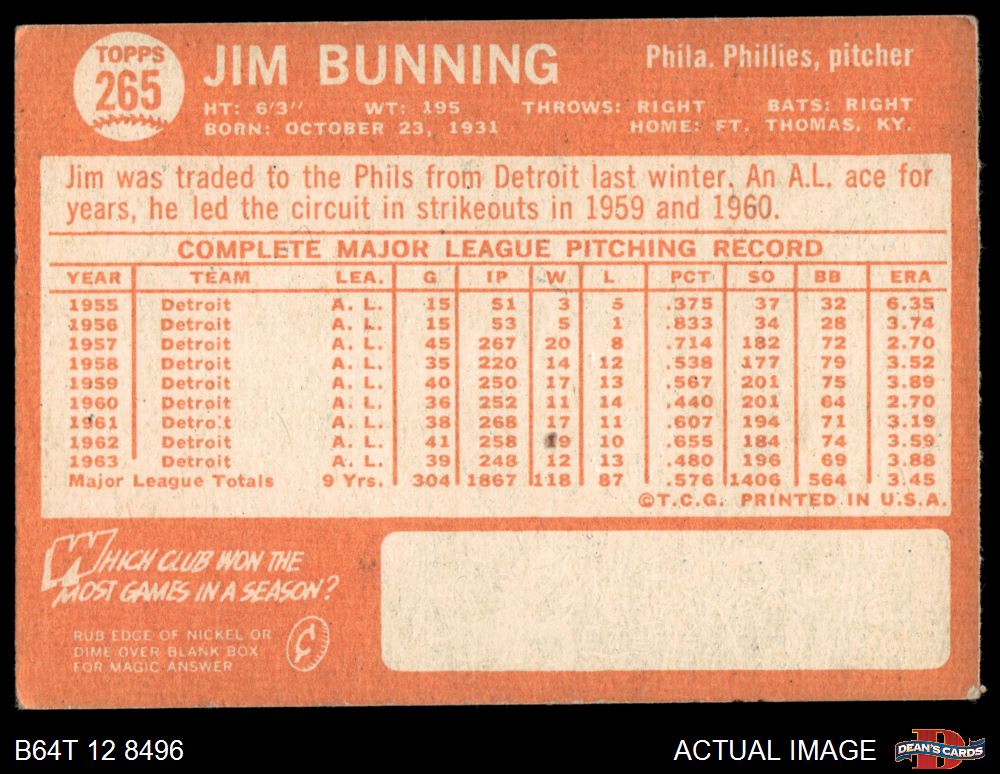 TOPPS
265
JIM BUNNING
Phila. Phillies, pitcher
HT: 6'3" WT: 195 THROWS: RIGHT BATS: RIGHT
BORN: OCTOBER 23, 1931 HOME: FT. THOMAS, KY.
Jim was traded to the Phils from Detroit last winter. An A.L. ace for
years, he led the circuit in strikeouts in 1959 and 1960.
COMPLETE MAJOR LEAGUE PITCHING RECORD
YEAR TEAM LEA. G IP W L PCT SO BB ERA
1955 Detroit A. L. 15 51 3 5 .375 37 32 6.35
1956 Detroit A. L. 15 53 5 1 .833 34 28 3.74
1957 Detroit A. L. 45 267 20 8 .714 182 72 2.70
1958 Detroit A. L. 35 220 14 12 .538 177 79 3.52
1959 Detroit A. L. 40 250 17 13 .567 201 75 3.89
1960 Detroit A. L. 36 252 11 14 .440 201 64 2.70
1961 Detroit A. L. 38 268 17 11 .607 194 71 3.19
1962 Detroit A. L. 41 258 19 10 .655 184 74 3.59
1963 Detroit A. L. 39 248 12 13 .480 196 69 3.88
Major League Totals 9 Yrs. 304 1867 118 87 .576 1406 564 3.45
©T.C.G. PRINTED IN U.S.A.
WHICH CLUB WON THE
MOST GAMES IN A SEASON?
RUB EDGE OF NICKEL OR
DIME OVER BLANK BOX
FOR MAGIC ANSWER
B64T 12 8496
ACTUAL IMAGE
DEAN'S CARDS